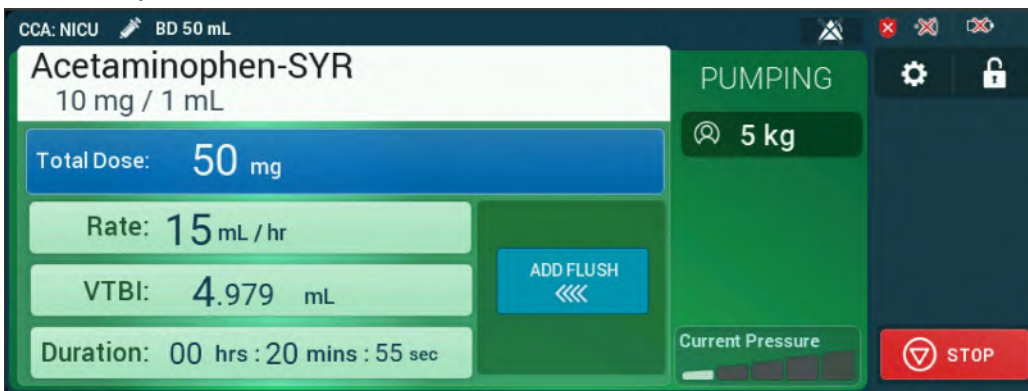 CCA: NICU BD 50 mL
Acetaminophen-SYR
10 mg / 1 mL
PUMPING
5 kg
Total Dose: 50 mg
Rate: 15 mL / hr
VTBI: 4.979 mL
ADD FLUSH
Duration: 00 hrs : 20 mins : 55 sec
Current Pressure
STOP